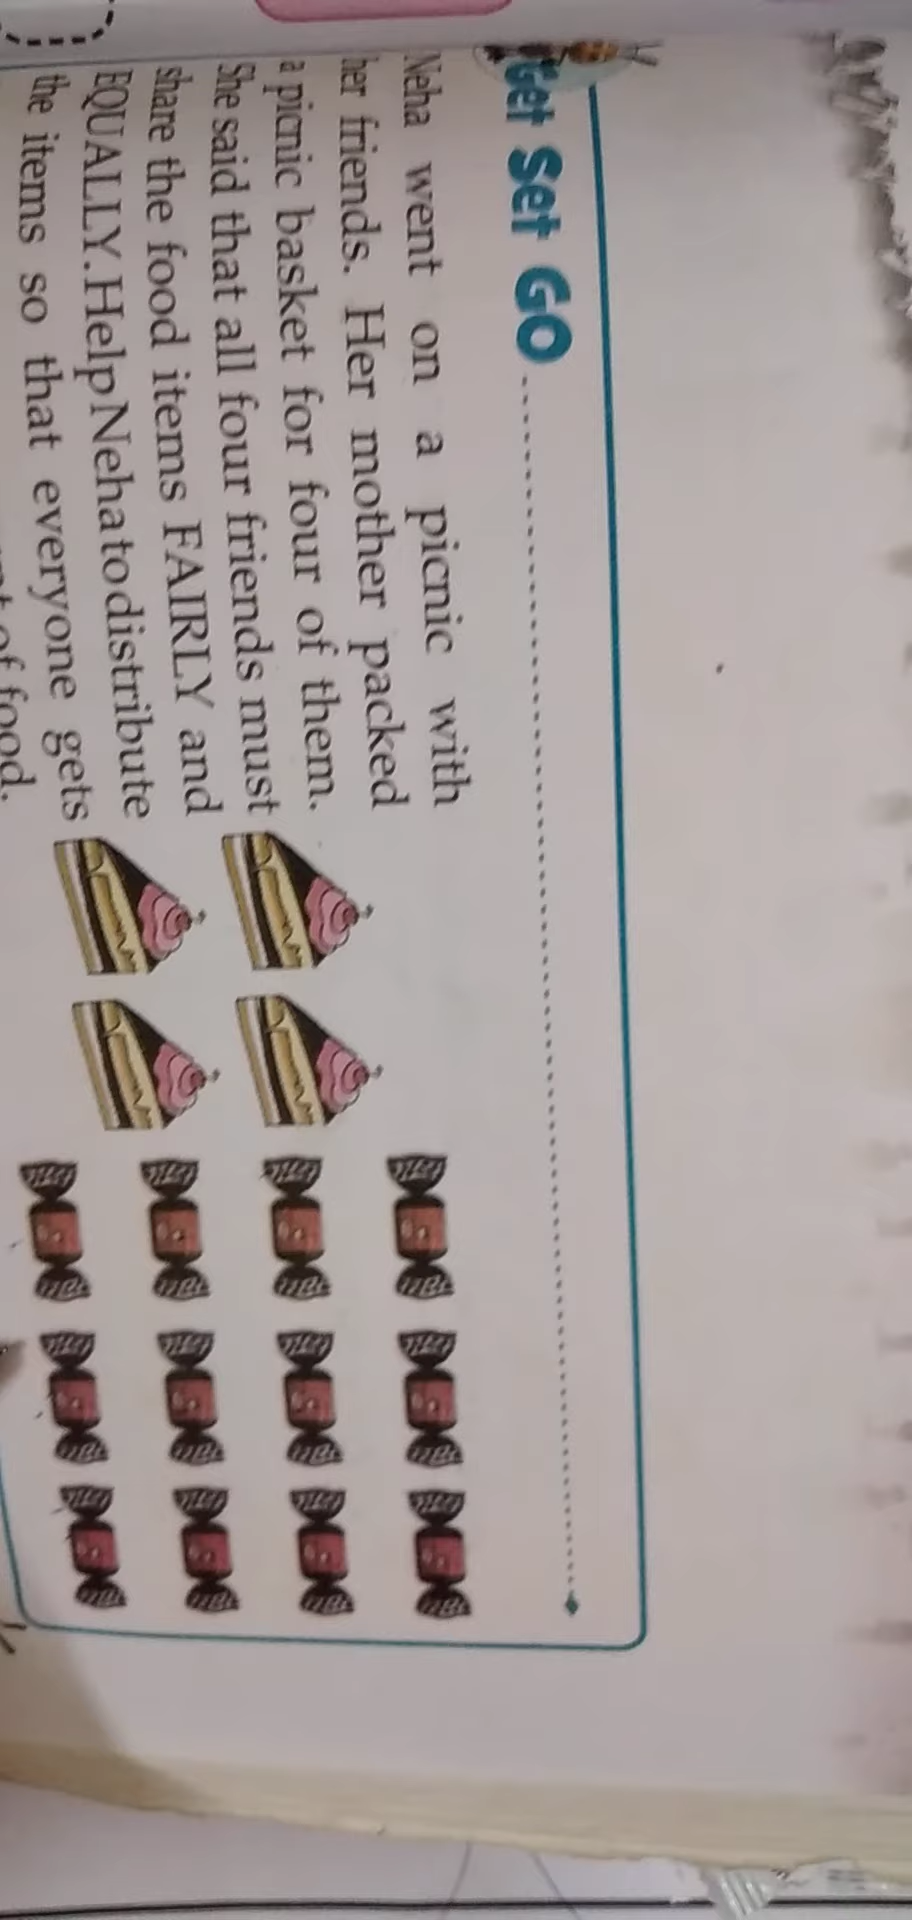 Get Set GO
Neha went on a picnic with
her friends. Her mother packed
a picnic basket for four of them.
She said that all four friends must
share the food items FAIRLY and
EQUALLY. Help Neha to distribute
the items so that everyone gets
of food.